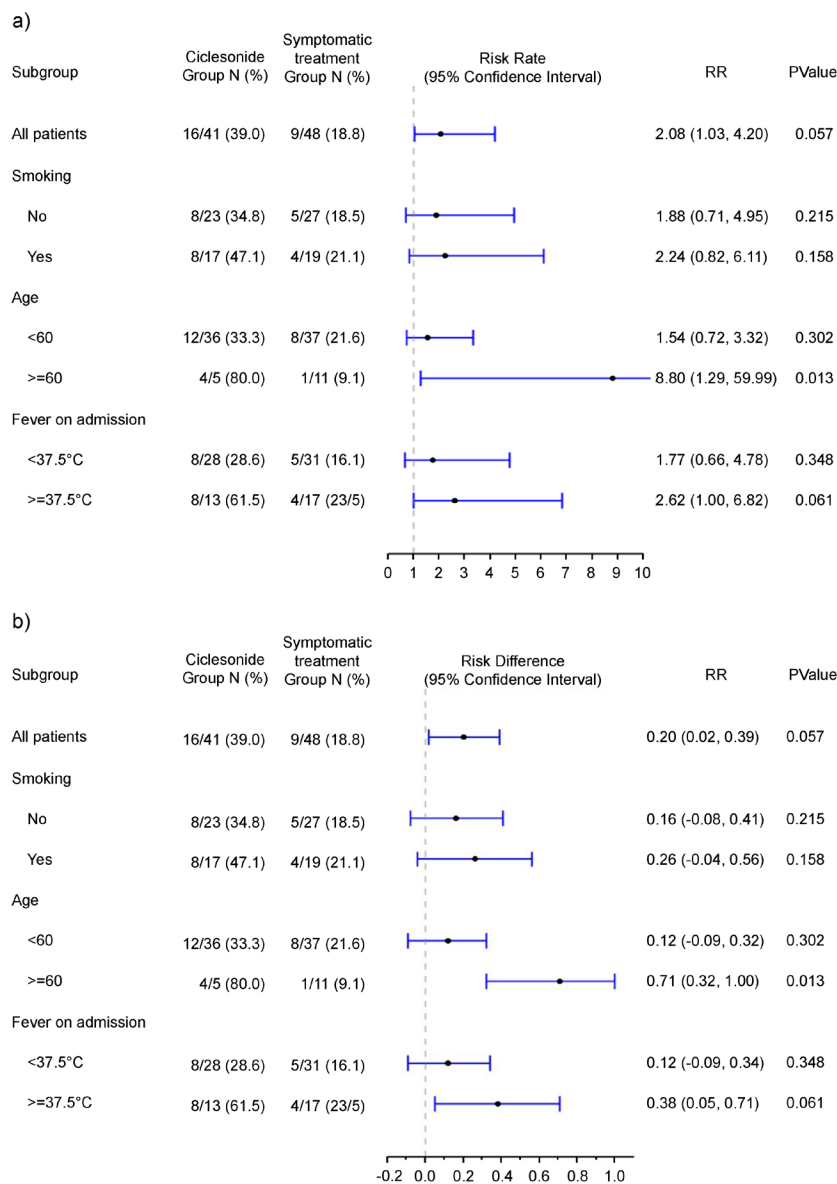 a)
Subgroup Ciclesonide Group N (%) Symptomatic treatment Group N (%) Risk Rate (95% Confidence Interval) RR PValue
All patients 16/41 (39.0) 9/48 (18.8) 2.08 (1.03, 4.20) 0.057
Smoking
No 8/23 (34.8) 5/27 (18.5) 1.88 (0.71, 4.95) 0.215
Yes 8/17 (47.1) 4/19 (21.1) 2.24 (0.82, 6.11) 0.158
Age
<60 12/36 (33.3) 8/37 (21.6) 1.54 (0.72, 3.32) 0.302
>=60 4/5 (80.0) 1/11 (9.1) 8.80 (1.29, 59.99) 0.013
Fever on admission
<37.5°C 8/28 (28.6) 5/31 (16.1) 1.77 (0.66, 4.78) 0.348
>=37.5°C 8/13 (61.5) 4/17 (23/5) 2.62 (1.00, 6.82) 0.061
0 1 2 3 4 5 6 7 8 9 10
b)
Subgroup Ciclesonide Group N (%) Symptomatic treatment Group N (%) Risk Difference (95% Confidence Interval) RR PValue
All patients 16/41 (39.0) 9/48 (18.8) 0.20 (0.02, 0.39) 0.057
Smoking
No 8/23 (34.8) 5/27 (18.5) 0.16 (-0.08, 0.41) 0.215
Yes 8/17 (47.1) 4/19 (21.1) 0.26 (-0.04, 0.56) 0.158
Age
<60 12/36 (33.3) 8/37 (21.6) 0.12 (-0.09, 0.32) 0.302
>=60 4/5 (80.0) 1/11 (9.1) 0.71 (0.32, 1.00) 0.013
Fever on admission
<37.5°C 8/28 (28.6) 5/31 (16.1) 0.12 (-0.09, 0.34) 0.348
>=37.5°C 8/13 (61.5) 4/17 (23/5) 0.38 (0.05, 0.71) 0.061
-0.2 0.0 0.2 0.4 0.6 0.8 1.0